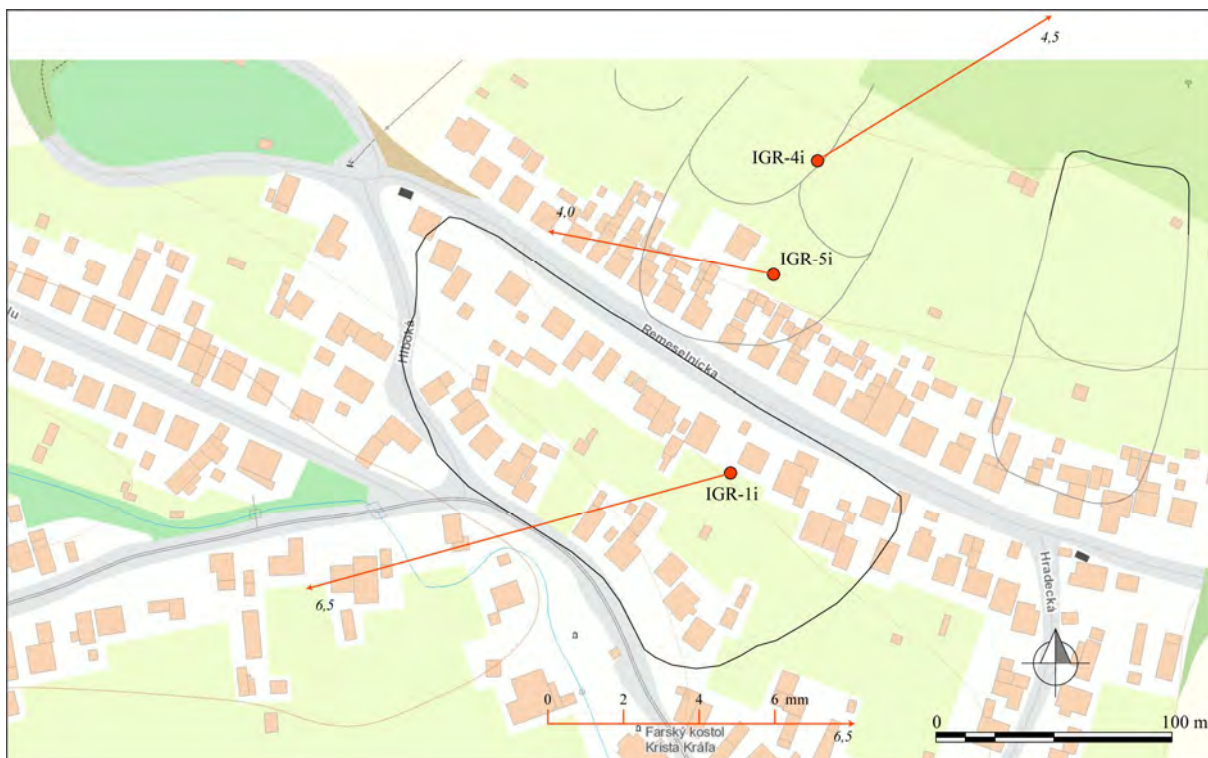 4,5
IGR-4i
4.0
IGR-5i
lu
Hlboká
Remeselnícka
IGR-1i
6,5
Hradecká
0 2 4 6 mm
6,5
Farský kostol
Krista Kráľa
0 100 m